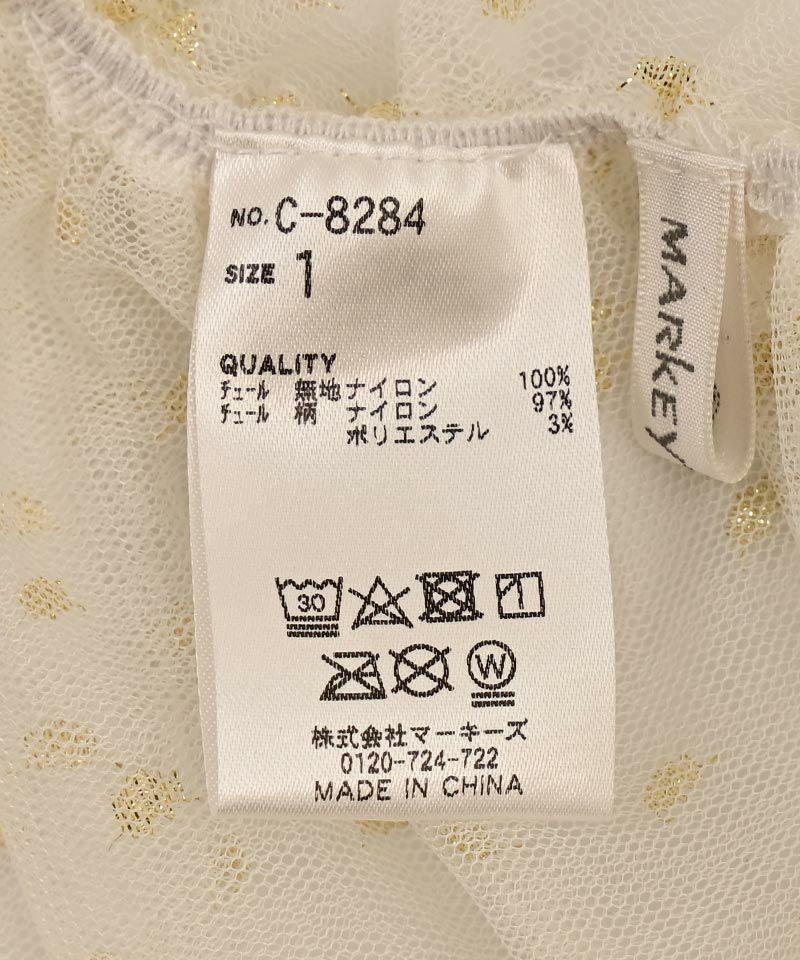 NO. C-8284
SIZE 1
QUALITY
チュール 無地 ナイロン 100%
チュール 柄 ナイロン 97%
ポリエステル 3%
30
W
株式会社マーキーズ
0120-724-722
MADE IN CHINA
MARKEY'